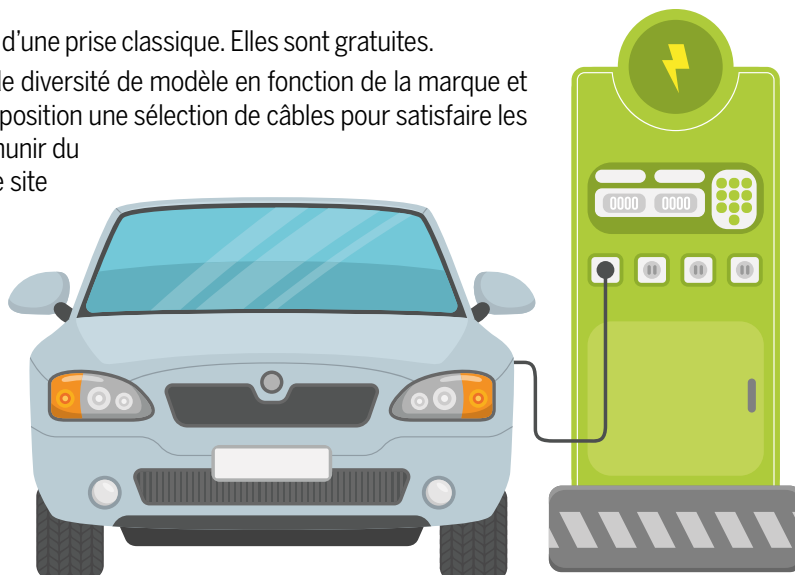 d'une prise classique. Elles sont gratuites.
le diversité de modèle en fonction de la marque et
position une sélection de câbles pour satisfaire les
munir du
e site
0000 0000